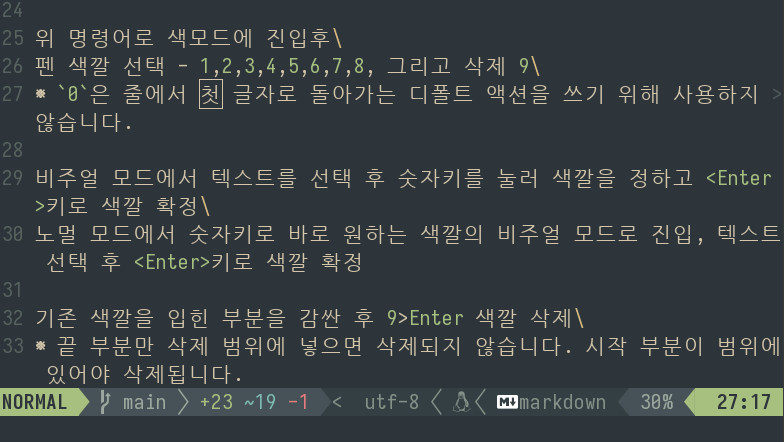 24
25 위 명령어로 색모드에 진입후\
26 펜 색깔 선택 - 1,2,3,4,5,6,7,8, 그리고 삭제 9\
27 ※ `0`은 줄에서 첫 글자로 돌아가는 디폴트 액션을 쓰기 위해 사용하지 >
않습니다.
28
29 비주얼 모드에서 텍스트를 선택 후 숫자키를 눌러 색깔을 정하고 <Enter
>키로 색깔 확정\
30 노멀 모드에서 숫자키로 바로 원하는 색깔의 비주얼 모드로 진입, 텍스트
선택 후 <Enter>키로 색깔 확정
31
32 기존 색깔을 입힌 부분을 감싼 후 9>Enter 색깔 삭제\
33 ※ 끝 부분만 삭제 범위에 넣으면 삭제되지 않습니다. 시작 부분이 범위에
있어야 삭제됩니다.
NORMAL main +23 ~19 -1 < utf-8 M markdown 30% 27:17